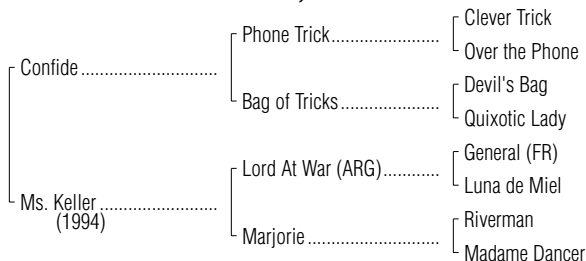 Clever Trick
Phone Trick..........................
Over the Phone
Confide .............................
Devil's Bag
Bag of Tricks.....................
Quixotic Lady
General (FR)
Lord At War (ARG)............
Luna de Miel
Ms. Keller .........................
(1994)
Riverman
Marjorie ............................
Madame Dancer